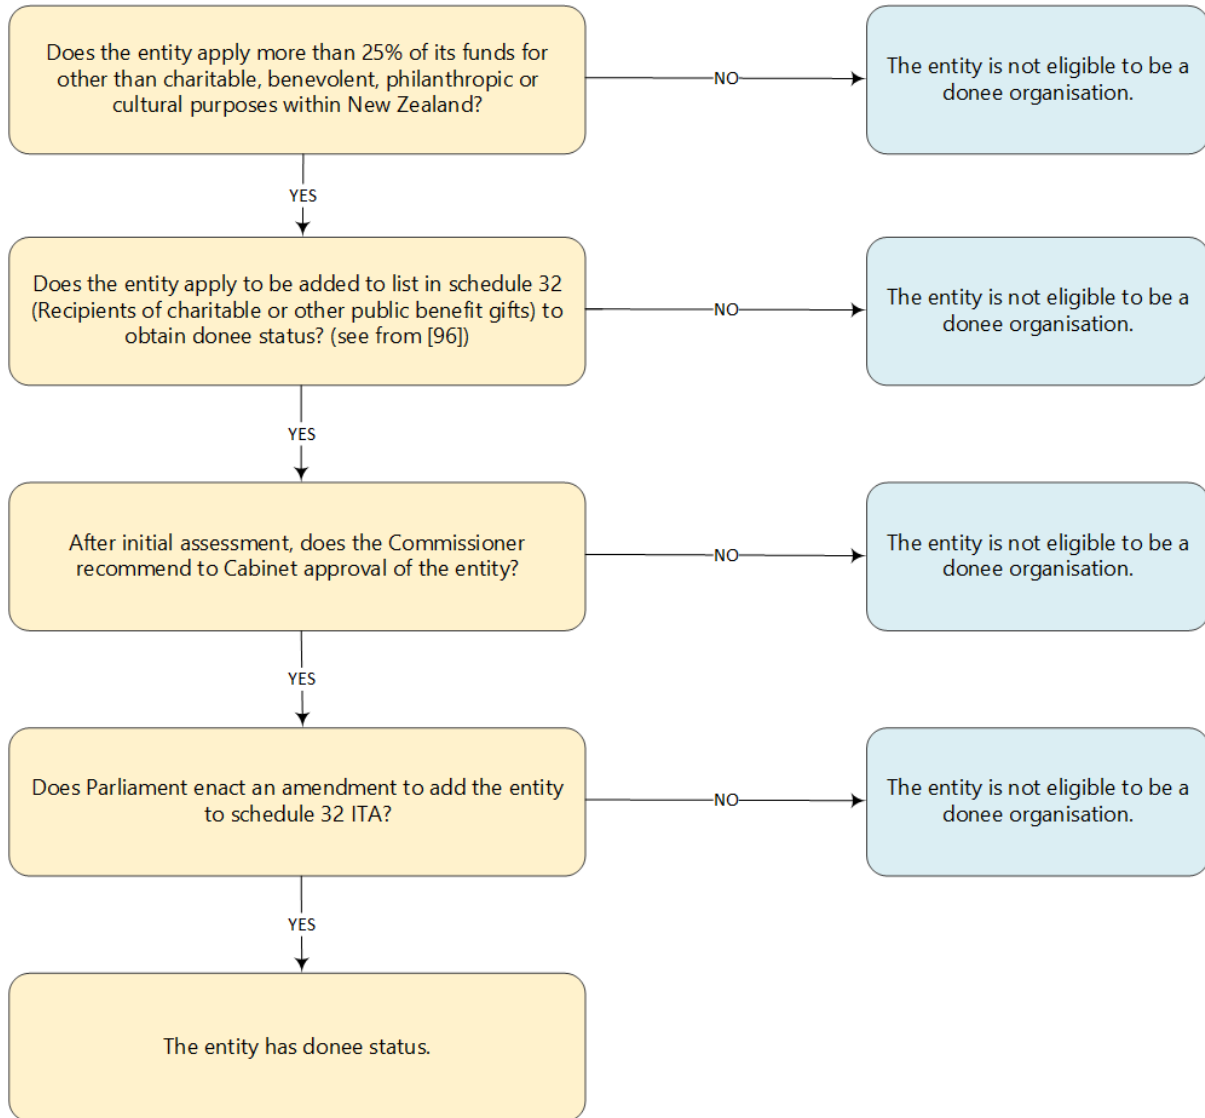 Does the entity apply more than 25% of its funds for
other than charitable, benevolent, philanthropic or
cultural purposes within New Zealand?
NO
The entity is not eligible to be a
donee organisation.
YES
Does the entity apply to be added to list in schedule 32
(Recipients of charitable or other public benefit gifts) to
obtain donee status? (see from [96])
NO
The entity is not eligible to be a
donee organisation.
YES
After initial assessment, does the Commissioner
recommend to Cabinet approval of the entity?
NO
The entity is not eligible to be a
donee organisation.
YES
Does Parliament enact an amendment to add the entity
to schedule 32 ITA?
NO
The entity is not eligible to be a
donee organisation.
YES
The entity has donee status.